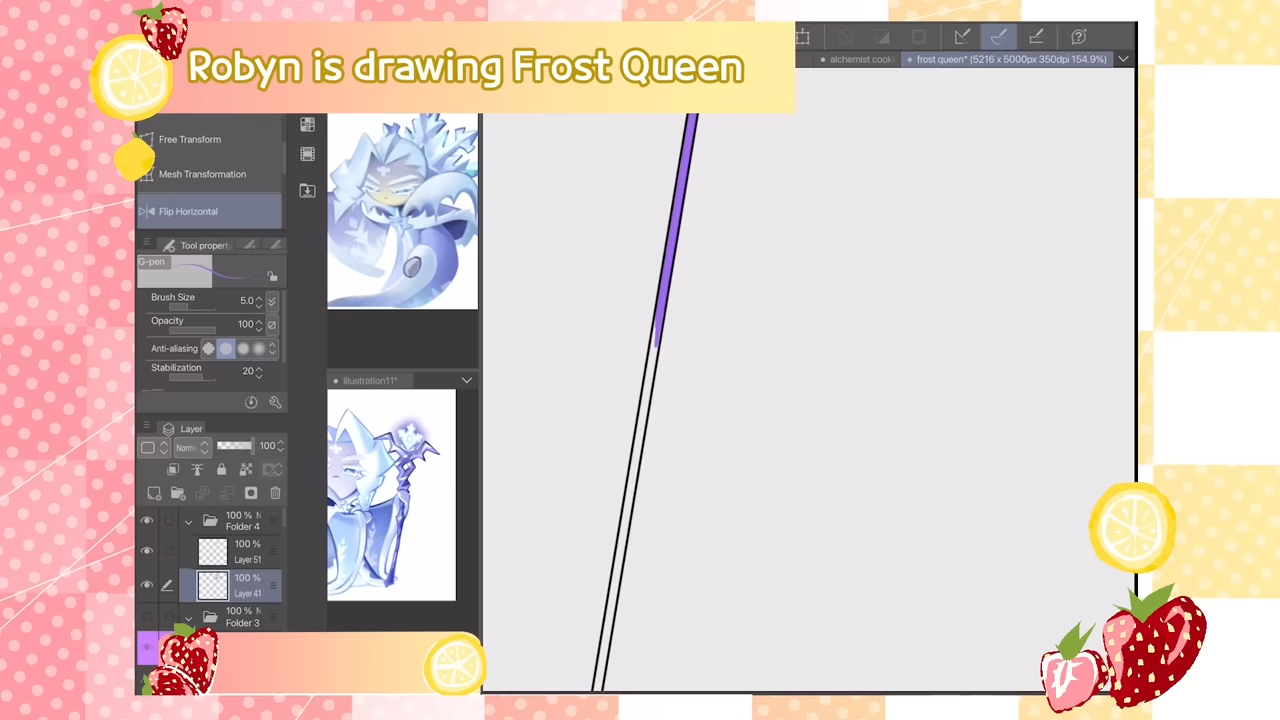 Robyn is drawing Frost Queen
alchemist cook
frost queen* (5216 x 5000px 350dpi 154.9%)
Free Transform
Mesh Transformation
Flip Horizontal
Tool propert
G-pen
Brush Size 5.0
Opacity 100
Anti-aliasing
Stabilization 20
Illustration11*
Layer
Norm 100
100 % N
Folder 4
100 %
Layer 51
100 %
Layer 41
100 % N
Folder 3